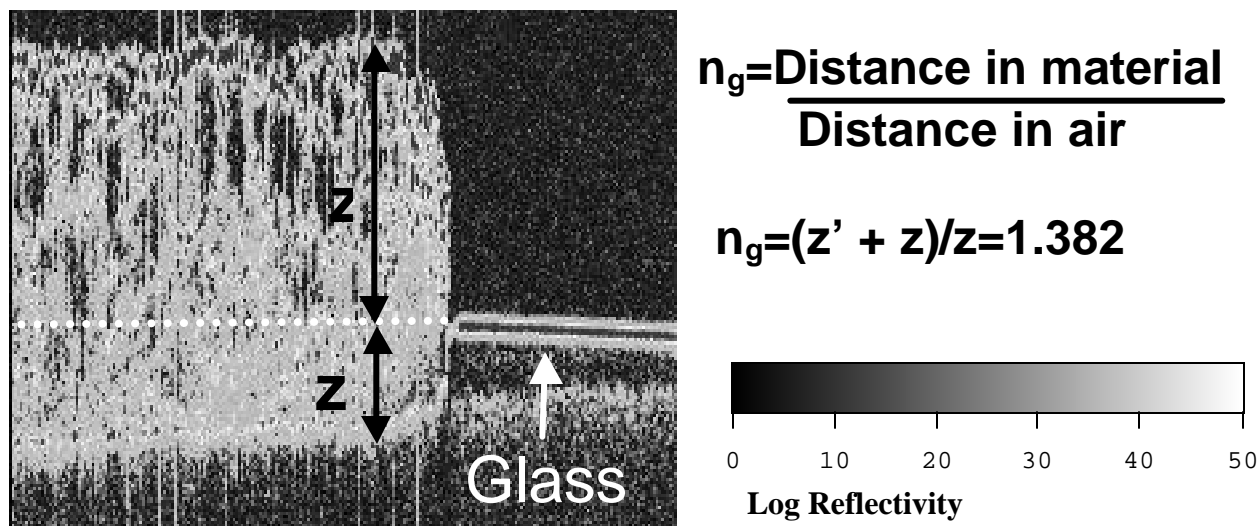 z
z
Glass
n_g=Distance in material
Distance in air
n_g=(z’ + z)/z=1.382
0 10 20 30 40 50
Log Reflectivity